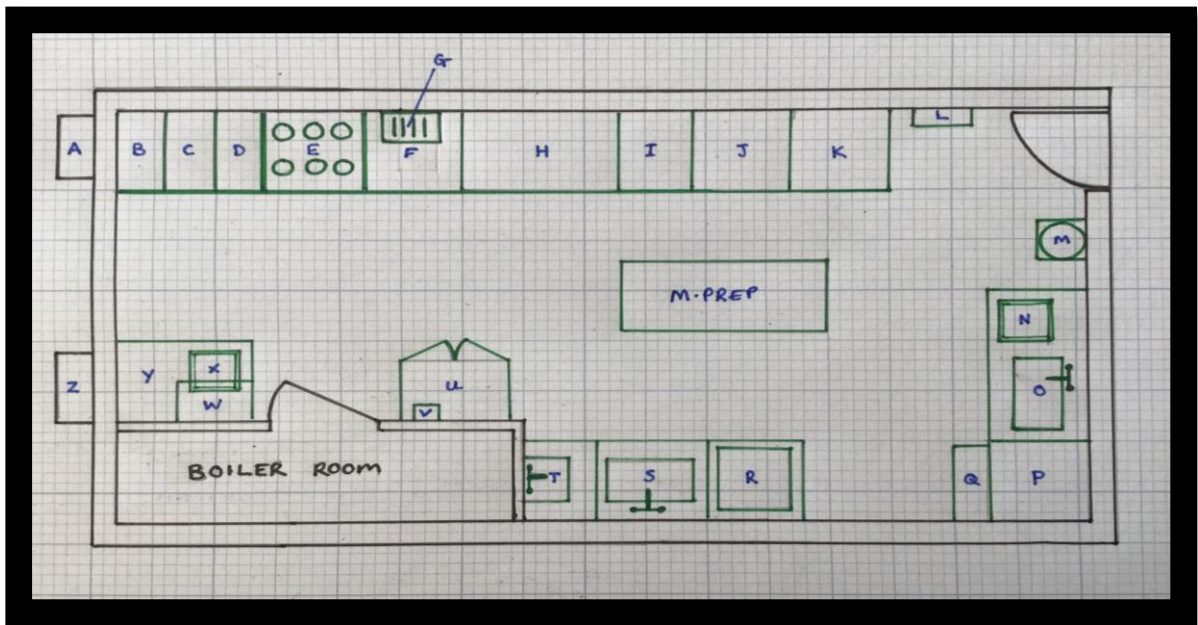 G
A B C D E F H I J K L
M
M.PREP
N
X
Y U Z
O
W V
BOILER ROOM T S R Q P